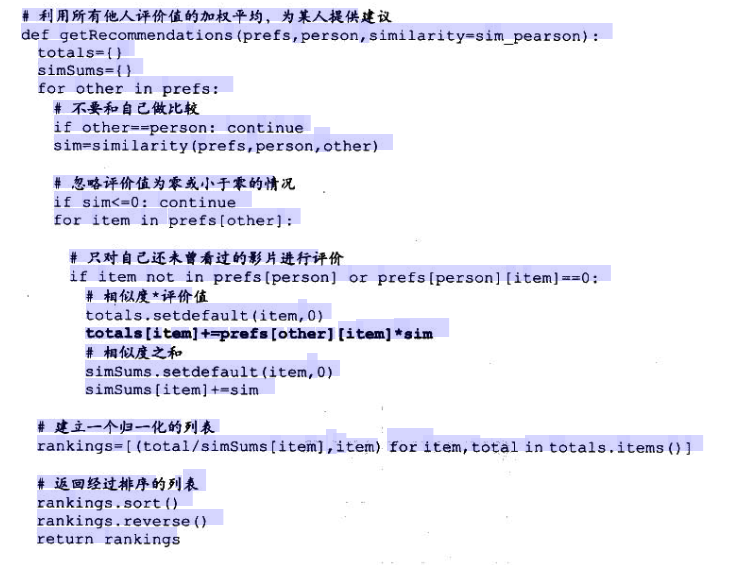 # 利用所有他人评价值的加权平均，为某人提供建议
def getRecommendations(prefs,person,similarity=sim_pearson):
  totals={}
  simSums={}
  for other in prefs:
    # 不要和自己做比较
    if other==person: continue
    sim=similarity(prefs,person,other)

    # 忽略评价值为零或小于零的情况
    if sim<=0: continue
    for item in prefs[other]:

      # 只对自己还未曾看过的影片进行评价
      if item not in prefs[person] or prefs[person][item]==0:
        # 相似度*评价值
        totals.setdefault(item,0)
        totals[item]+=prefs[other][item]*sim
        # 相似度之和
        simSums.setdefault(item,0)
        simSums[item]+=sim

  # 建立一个归一化的列表
  rankings=[(total/simSums[item],item) for item,total in totals.items()]

  # 返回经过排序的列表
  rankings.sort()
  rankings.reverse()
  return rankings